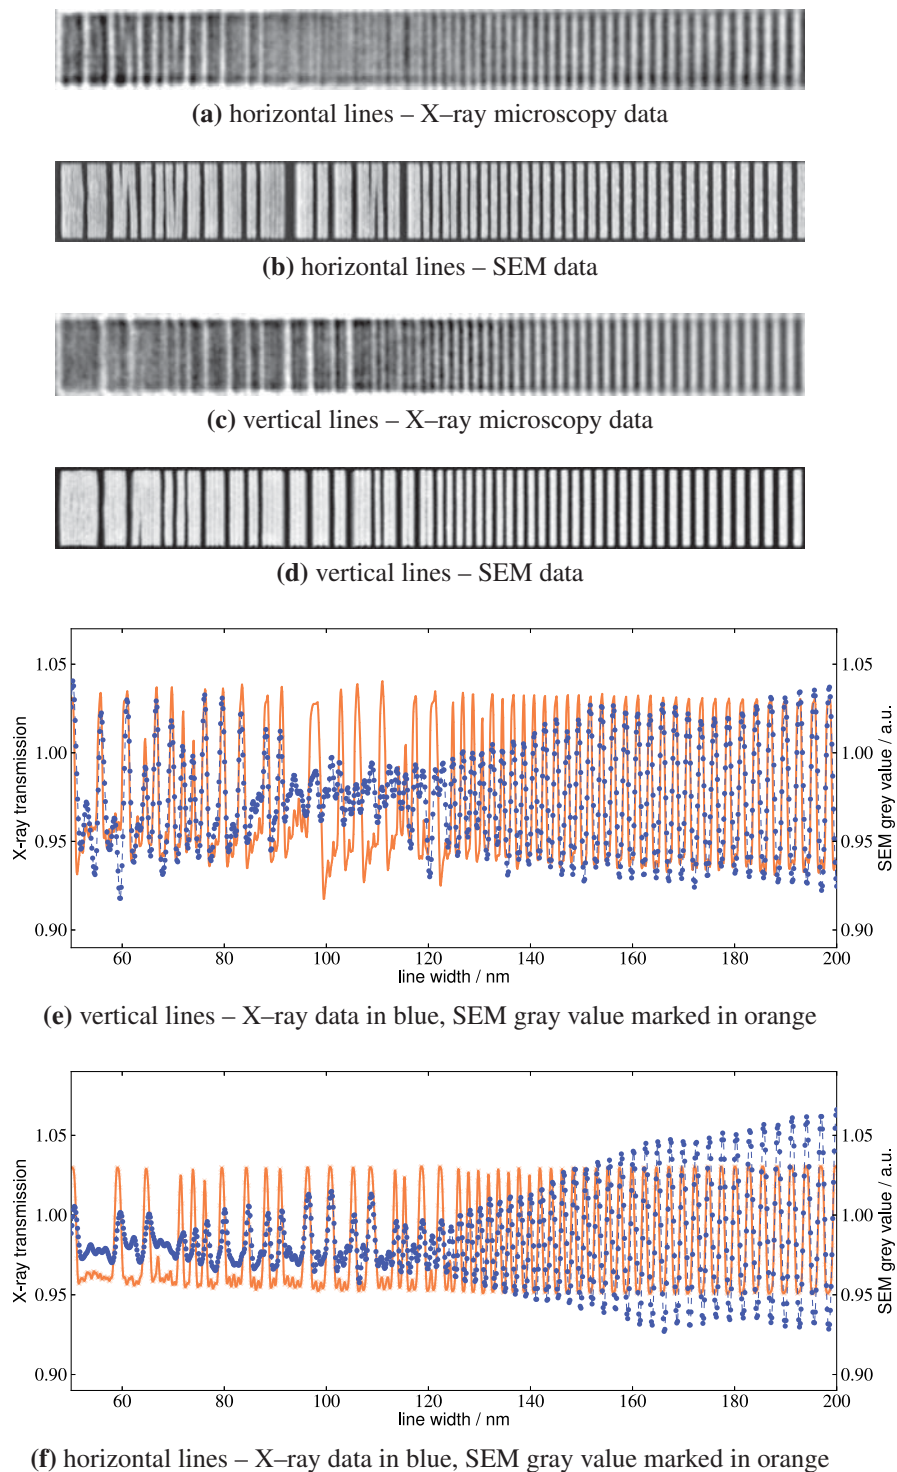 (a) horizontal lines – X–ray microscopy data
(b) horizontal lines – SEM data
(c) vertical lines – X–ray microscopy data
(d) vertical lines – SEM data
1.05
1.00
0.95
0.90
X-ray transmission
1.05
1.00
0.95
0.90
SEM grey value / a.u.
60 80 100 120 140 160 180 200
line width / nm
(e) vertical lines – X–ray data in blue, SEM gray value marked in orange
1.05
1.00
0.95
0.90
X-ray transmission
1.05
1.00
0.95
0.90
SEM grey value / a.u.
60 80 100 120 140 160 180 200
line width / nm
(f) horizontal lines – X–ray data in blue, SEM gray value marked in orange